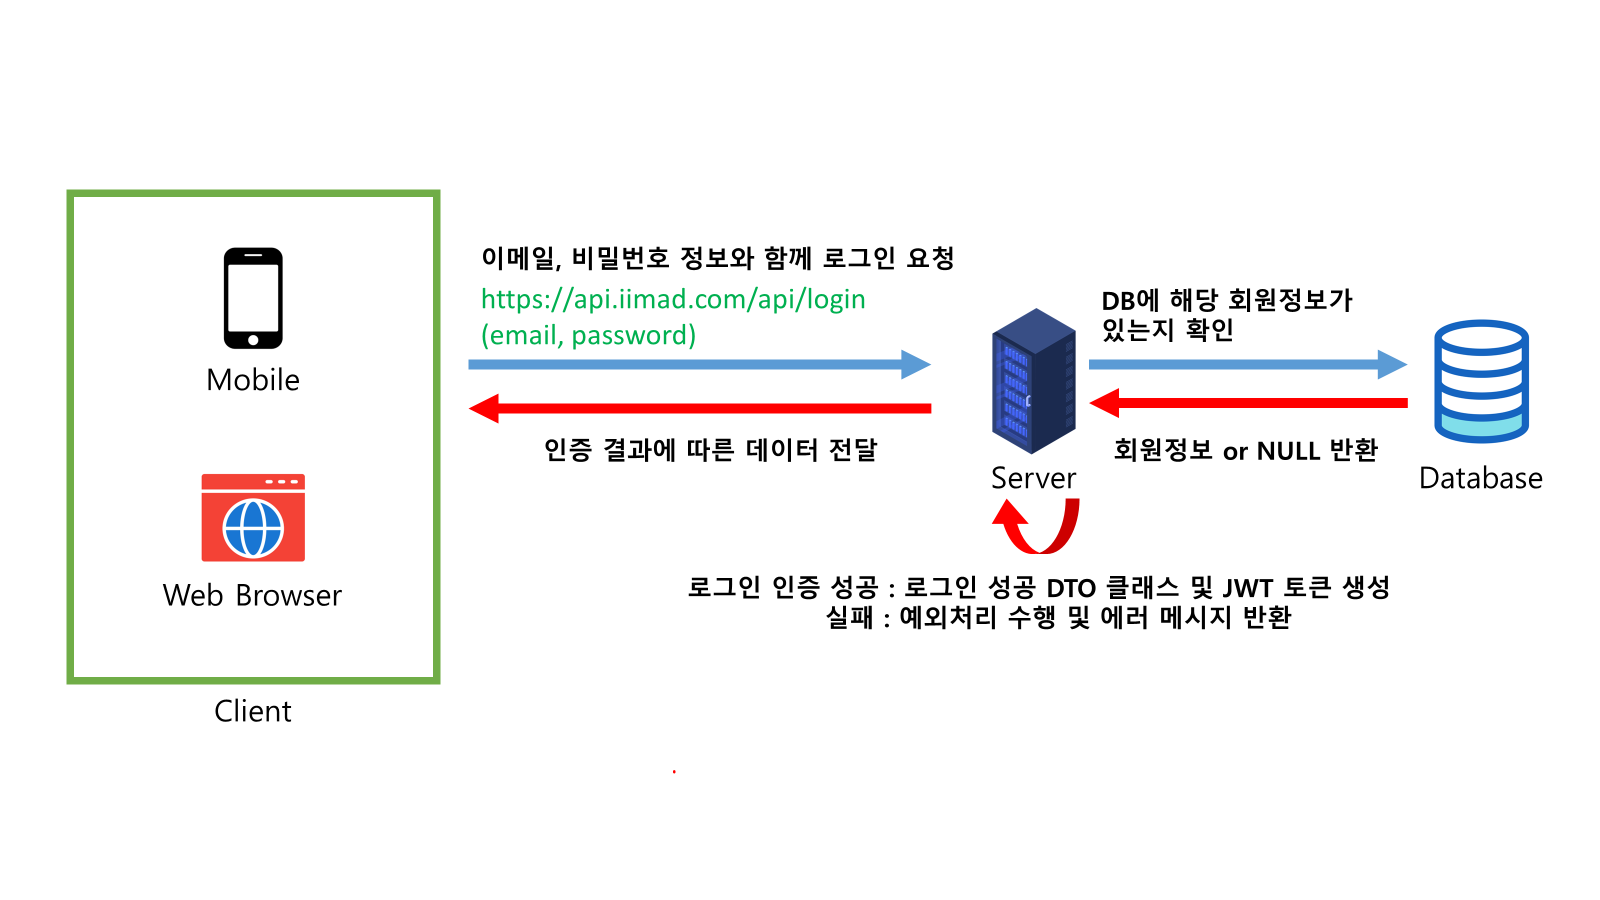 이메일, 비밀번호 정보와 함께 로그인 요청
https://api.iimad.com/api/login
(email, password)
DB에 해당 회원정보가
있는지 확인
Mobile
인증 결과에 따른 데이터 전달
회원정보 or NULL 반환
Server
Database
로그인 인증 성공 : 로그인 성공 DTO 클래스 및 JWT 토큰 생성
실패 : 예외처리 수행 및 에러 메시지 반환
Web Browser
Client